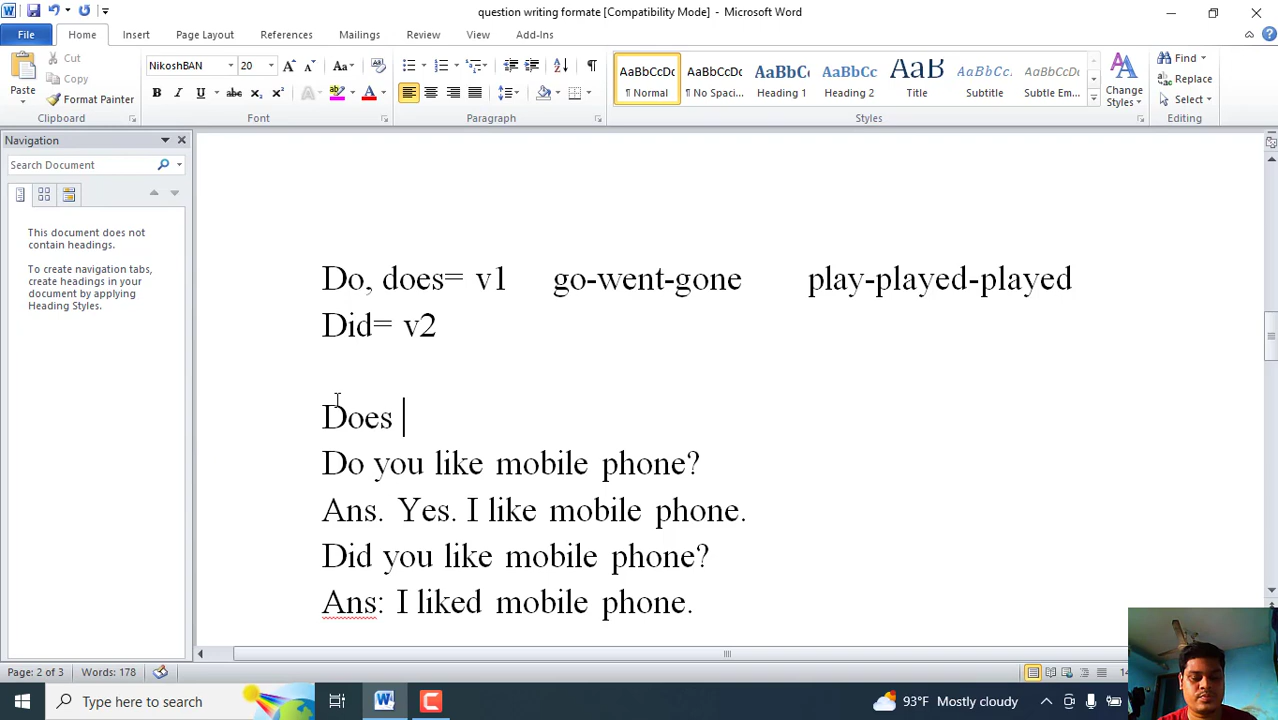 question writing formate [Compatibility Mode] - Microsoft Word
File Home Insert Page Layout References Mailings Review View Add-Ins
Cut
Copy
Paste
Format Painter
Clipboard
NikoshBAN 20
Font
Paragraph
AaBbCcDc AaBbCcDc AaBbC AaBbCc AaB AaBbCcL AaBbCcDc
¶ Normal ¶ No Spaci... Heading 1 Heading 2 Title Subtitle Subtle Em...
Change Styles
Styles
Find
Replace
Select
Editing
Navigation
Search Document
This document does not contain headings.
To create navigation tabs, create headings in your document by applying Heading Styles.
Do, does= v1 go-went-gone play-played-played
Did= v2
Does
Do you like mobile phone?
Ans. Yes. I like mobile phone.
Did you like mobile phone?
Ans: I liked mobile phone.
Page: 2 of 3 Words: 178
Type here to search
93°F Mostly cloudy